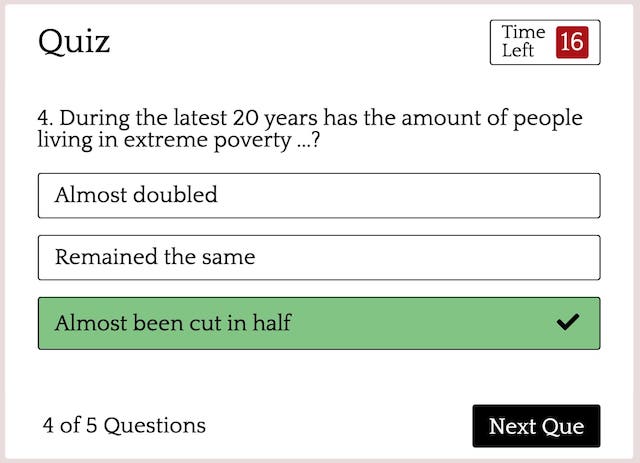 Quiz
Time
Left
16
4. During the latest 20 years has the amount of people
living in extreme poverty ...?
Almost doubled
Remained the same
Almost been cut in half
4 of 5 Questions
Next Que